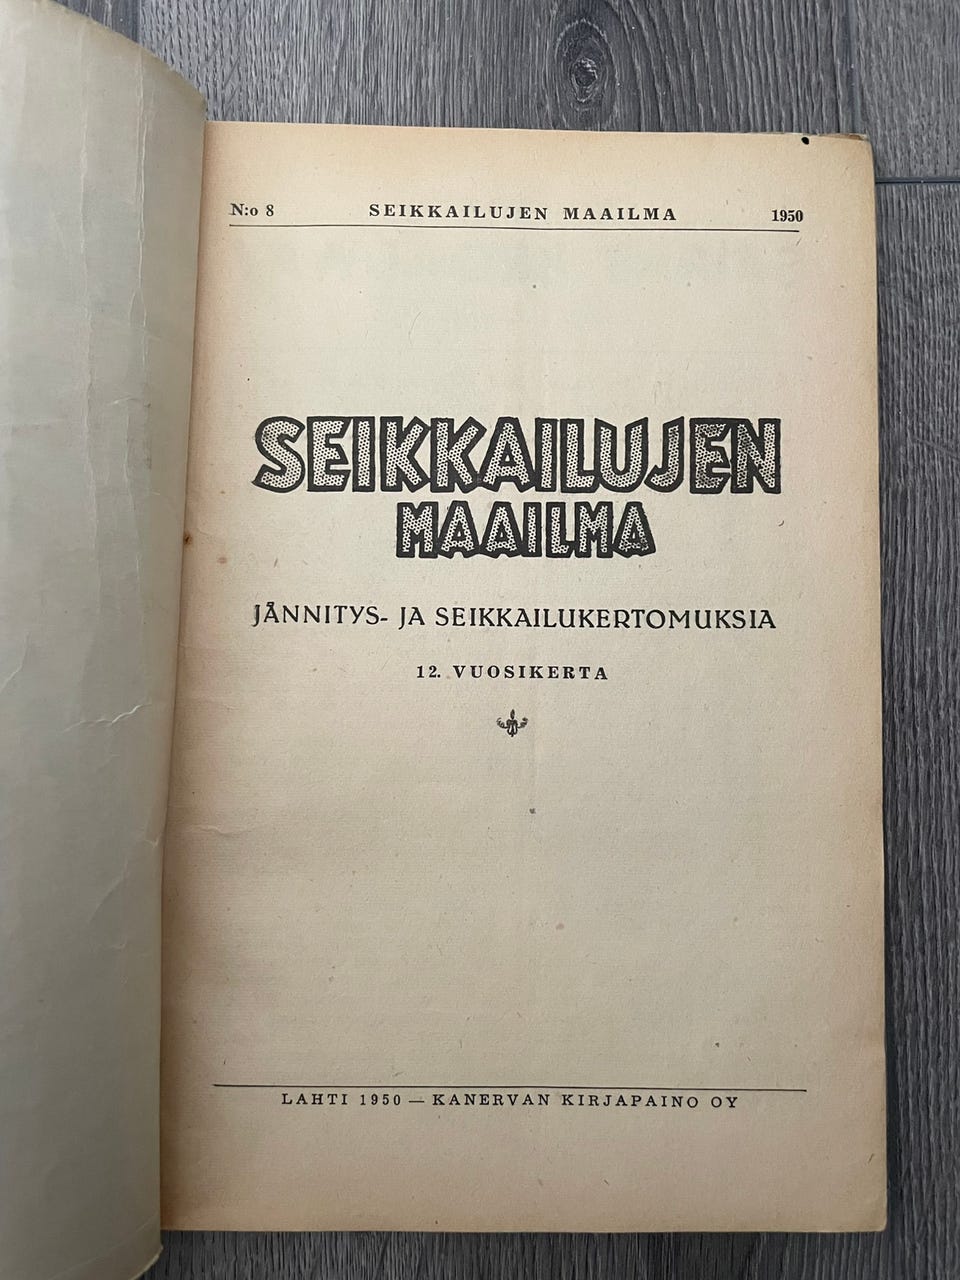 N:o 8 SEIKKAILUJEN MAAILMA 1950
SEIKKAILUJEN
MAAILMA
JÄNNITYS- JA SEIKKAILUKERTOMUKSIA
12. VUOSIKERTA
LAHTI 1950 — KANERVAN KIRJAPAINO OY